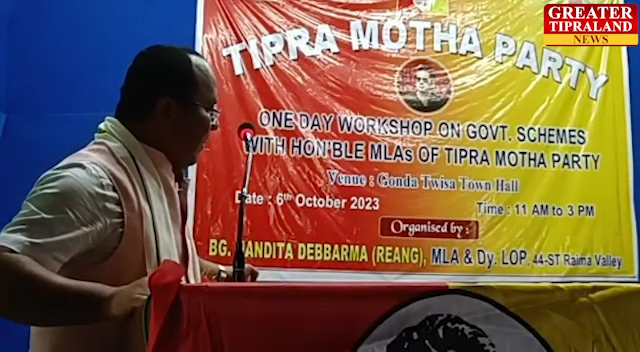 GREATER
TIPRALAND
NEWS
TIPRA MOTHA PARTY
ONE DAY WORKSHOP ON GOVT. SCHEMES
WITH HON'BLE MLAs OF TIPRA MOTHA PARTY
Venue : Gonda Twisa Town Hall
Date : 6th October 2023
Time : 11 AM to 3 PM
Organised by :
BG. NANDITA DEBBARMA (REANG), MLA & Dy. LOP, 44-ST Raima Valley